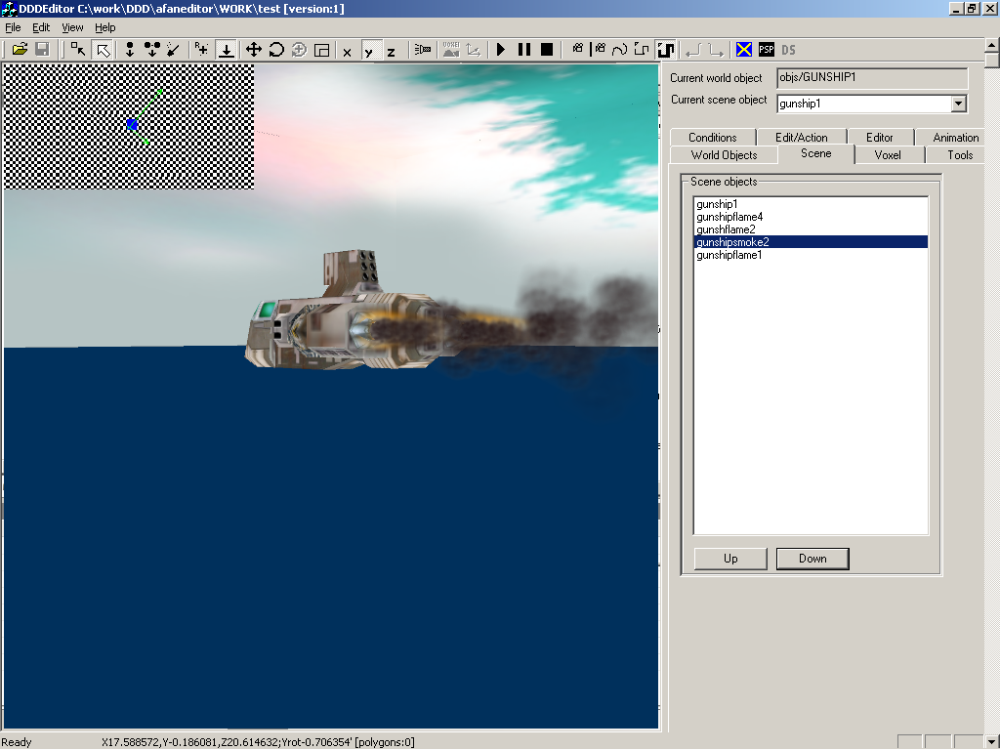 DDDEditor C:\work\DDD\afaneditor\WORK\test [version:1]
File Edit View Help
R+ x y z VOXEL PSP DS
Current world object objs/GUNSHIP1
Current scene object gunship1
Conditions Edit/Action Editor Animation
World Objects Scene Voxel Tools
Scene objects
gunship1
gunshipflame4
gunshflame2
gunshipsmoke2
gunshipflame1
Up Down
Ready X17.588572,Y-0.186081,Z20.614632;Yrot-0.706354' [polygons:0]